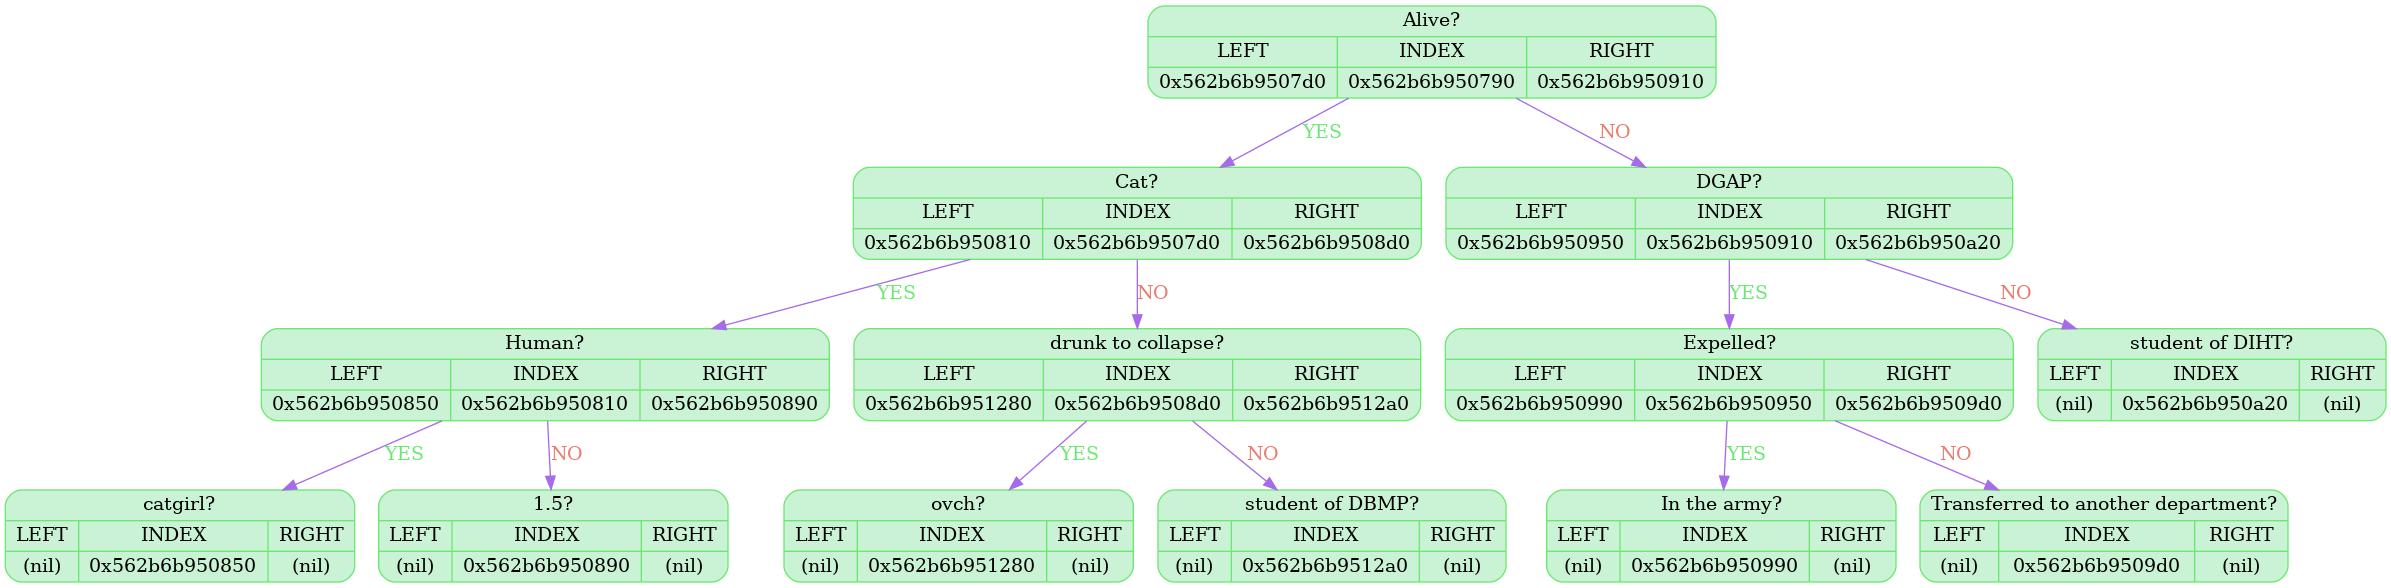 Alive?
LEFT INDEX RIGHT
0x562b6b9507d0 0x562b6b950790 0x562b6b950910
YES NO
Cat? DGAP?
LEFT INDEX RIGHT LEFT INDEX RIGHT
0x562b6b950810 0x562b6b9507d0 0x562b6b9508d0 0x562b6b950950 0x562b6b950910 0x562b6b950a20
YES NO YES NO
Human? drunk to collapse? Expelled? student of DIHT?
LEFT INDEX RIGHT LEFT INDEX RIGHT LEFT INDEX RIGHT LEFT INDEX RIGHT
0x562b6b950850 0x562b6b950810 0x562b6b950890 0x562b6b951280 0x562b6b9508d0 0x562b6b9512a0 0x562b6b950990 0x562b6b950950 0x562b6b9509d0 (nil) 0x562b6b950a20 (nil)
YES NO YES NO YES NO
catgirl? 1.5? ovch? student of DBMP? In the army? Transferred to another department?
LEFT INDEX RIGHT LEFT INDEX RIGHT LEFT INDEX RIGHT LEFT INDEX RIGHT LEFT INDEX RIGHT LEFT INDEX RIGHT
(nil) 0x562b6b950850 (nil) (nil) 0x562b6b950890 (nil) (nil) 0x562b6b951280 (nil) (nil) 0x562b6b9512a0 (nil) (nil) 0x562b6b950990 (nil) (nil) 0x562b6b9509d0 (nil)